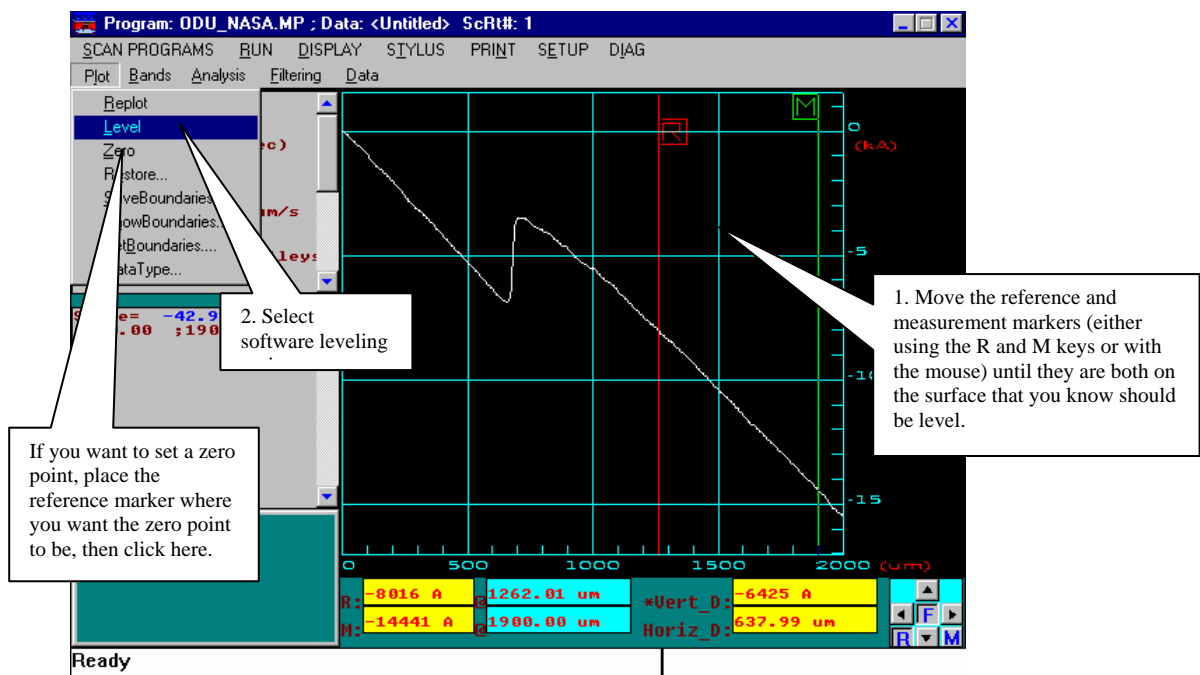 Program: ODU_NASA.MP ; Data: <Untitled> ScRt#: 1
SCAN PROGRAMS RUN DISPLAY STYLUS PRINT SETUP DIAG
Plot Bands Analysis Filtering Data
Replot
Level
Zero
SaveBoundaries
DataType...
2. Select
software leveling
If you want to set a zero
point, place the
reference marker where
you want the zero point
to be, then click here.
R
M
0
(kA)
-5
-15
0 500 1000 1500 2000 (um)
1. Move the reference and
measurement markers (either
using the R and M keys or with
the mouse) until they are both on
the surface that you know should
be level.
R: -8016 A @ 1262.01 um *Vert_D: -6425 A
M: -14441 A @ 1900.00 um Horiz_D: 637.99 um
F
R M
Ready